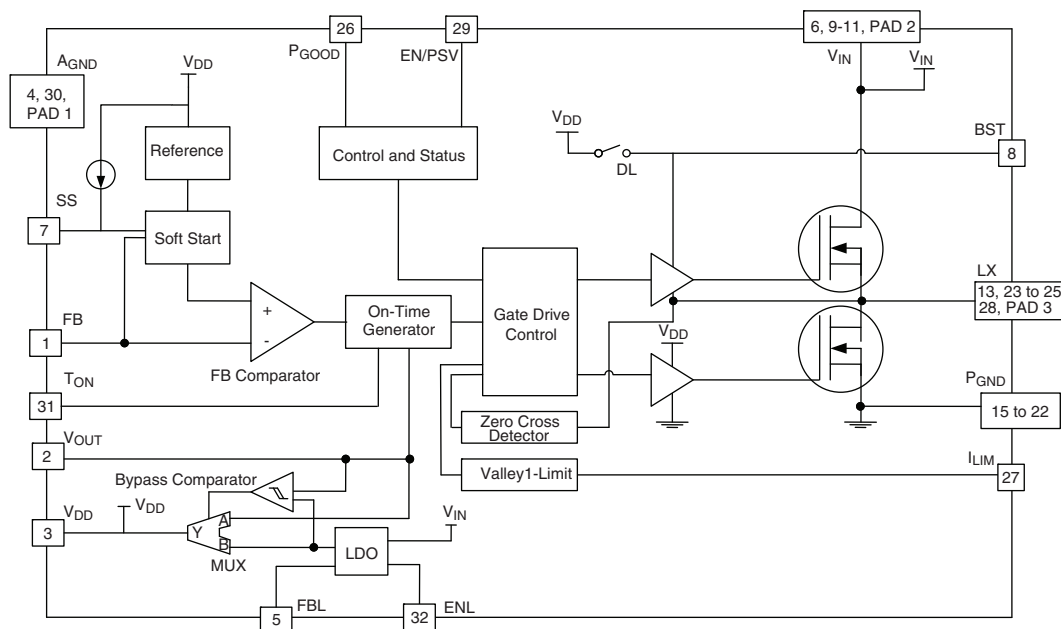 26
29
6, 9-11, PAD 2
AGND
PGOOD
EN/PSV
VIN
VIN
VDD
4, 30,
PAD 1
VDD
BST
Reference
Control and Status
DL
8
SS
7
Soft Start
LX
13, 23 to 25
28, PAD 3
FB
+
-
On-Time
Generator
Gate Drive
Control
1
FB Comparator
VDD
TON
PGND
31
15 to 22
VOUT
Zero Cross
Detector
2
ILIM
Bypass Comparator
Valley1-Limit
27
VDD
VDD
VIN
3
Y
A
B
MUX
LDO
FBL
ENL
5
32